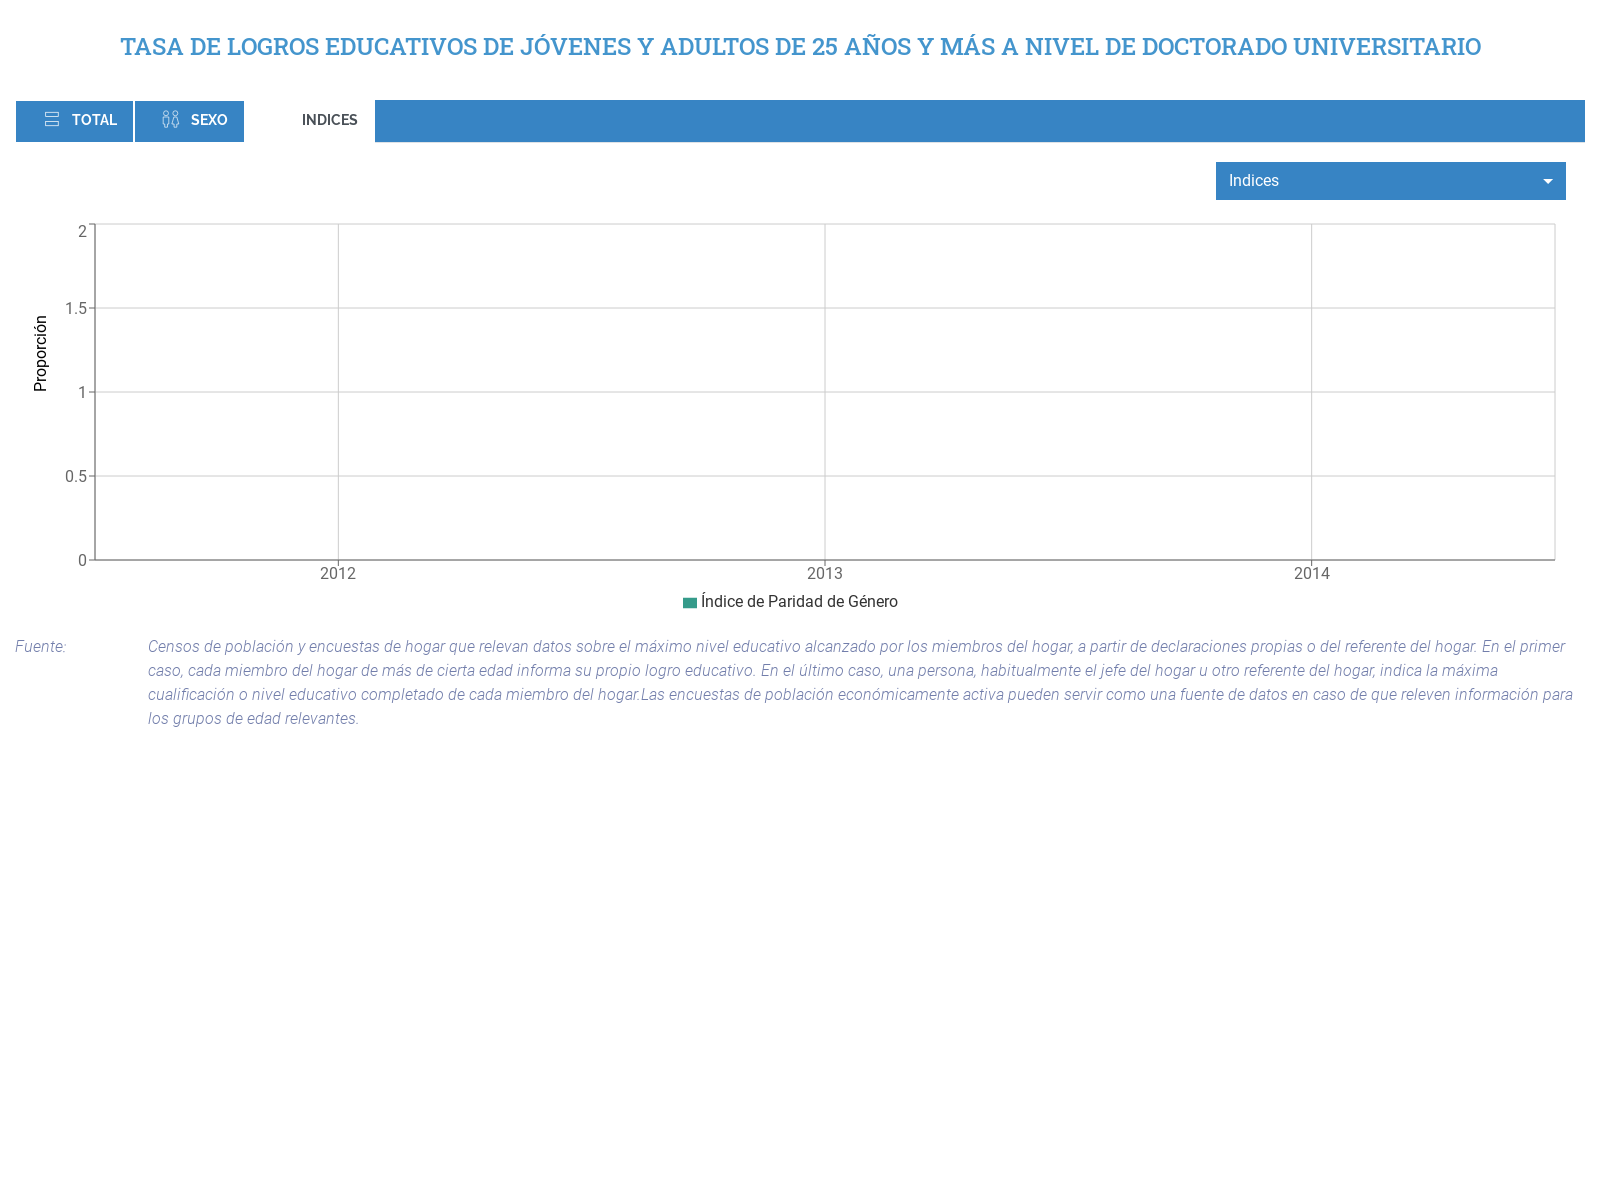 TASA DE LOGROS EDUCATIVOS DE JÓVENES Y ADULTOS DE 25 AÑOS Y MÁS A NIVEL DE DOCTORADO UNIVERSITARIO
TOTAL SEXO INDICES
Indices
Proporción
2
1.5
1
0.5
0
2012 2013 2014
Índice de Paridad de Género
Fuente: Censos de población y encuestas de hogar que relevan datos sobre el máximo nivel educativo alcanzado por los miembros del hogar, a partir de declaraciones propias o del referente del hogar. En el primer
caso, cada miembro del hogar de más de cierta edad informa su propio logro educativo. En el último caso, una persona, habitualmente el jefe del hogar u otro referente del hogar, indica la máxima
cualificación o nivel educativo completado de cada miembro del hogar.Las encuestas de población económicamente activa pueden servir como una fuente de datos en caso de que releven información para
los grupos de edad relevantes.